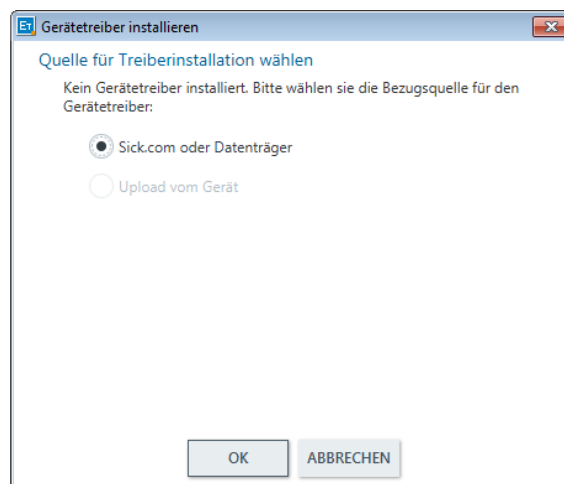 ET Gerätetreiber installieren
Quelle für Treiberinstallation wählen
Kein Gerätetreiber installiert. Bitte wählen sie die Bezugsquelle für den
Gerätetreiber:
Sick.com oder Datenträger
Upload vom Gerät
OK ABBRECHEN